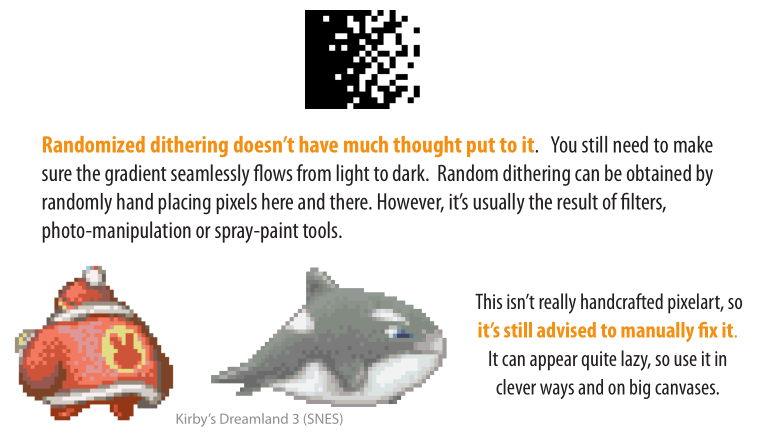 Randomized dithering doesn't have much thought put to it.  You still need to make
sure the gradient seamlessly flows from light to dark.  Random dithering can be obtained by
randomly hand placing pixels here and there. However, it's usually the result of filters,
photo-manipulation or spray-paint tools.
This isn't really handcrafted pixelart, so
it's still advised to manually fix it.
It can appear quite lazy, so use it in
clever ways and on big canvases.
Kirby's Dreamland 3 (SNES)